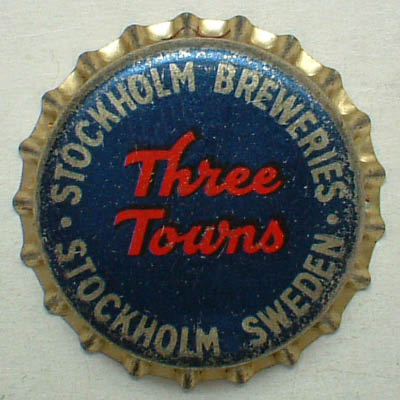 STOCKHOLM BREWERIES
Three
Towns
STOCKHOLM SWEDEN